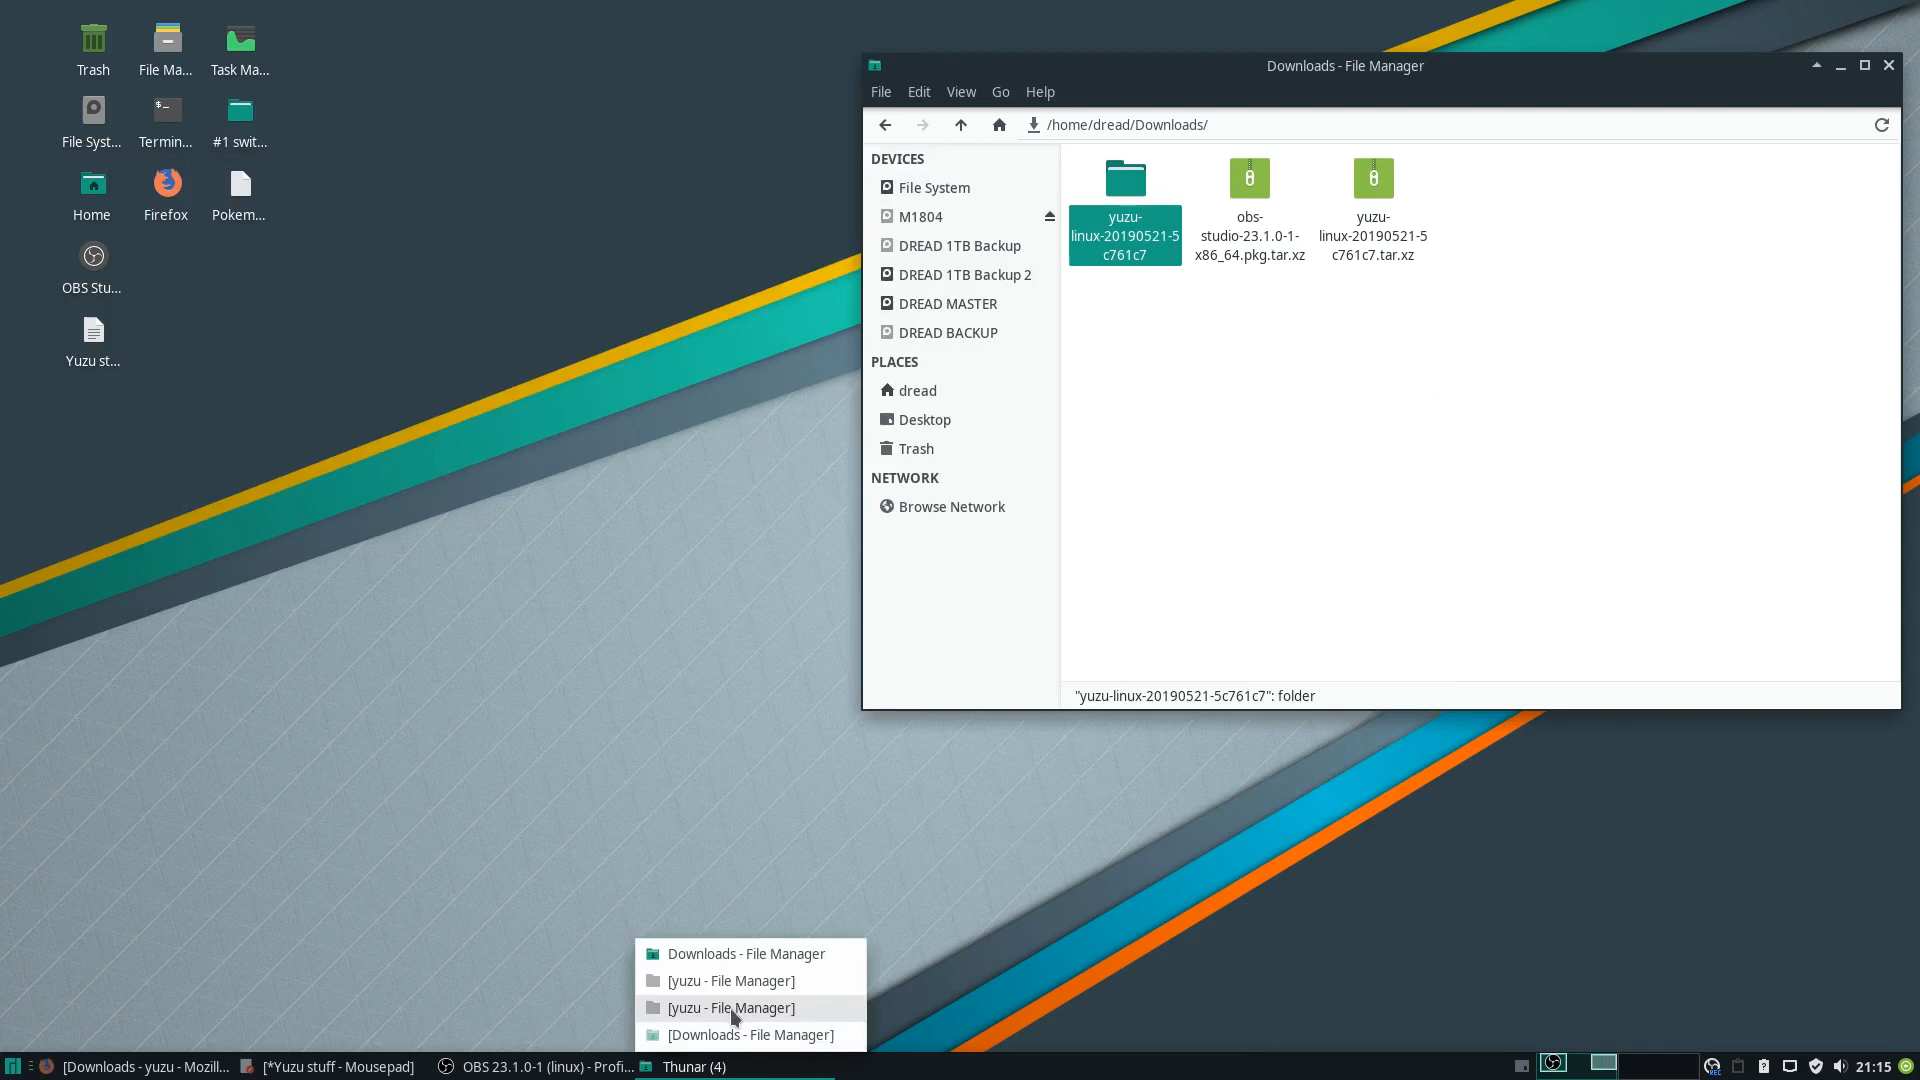 Trash
File Ma...
Task Ma...
File Syst...
Termin...
#1 swit...
Home
Firefox
Pokem...
OBS Stu...
Yuzu st...
Downloads - File Manager
File Edit View Go Help
/home/dread/Downloads/
DEVICES
File System
M1804
DREAD 1TB Backup
DREAD 1TB Backup 2
DREAD MASTER
DREAD BACKUP
PLACES
dread
Desktop
Trash
NETWORK
Browse Network
yuzu-
linux-20190521-5
c761c7
obs-
studio-23.1.0-1-
x86_64.pkg.tar.xz
yuzu-
linux-20190521-5
c761c7.tar.xz
"yuzu-linux-20190521-5c761c7": folder
Downloads - File Manager
[yuzu - File Manager]
[yuzu - File Manager]
[Downloads - File Manager]
[Downloads - yuzu - Mozill...
[*Yuzu stuff - Mousepad]
OBS 23.1.0-1 (linux) - Profi...
Thunar (4)
REC
21:15